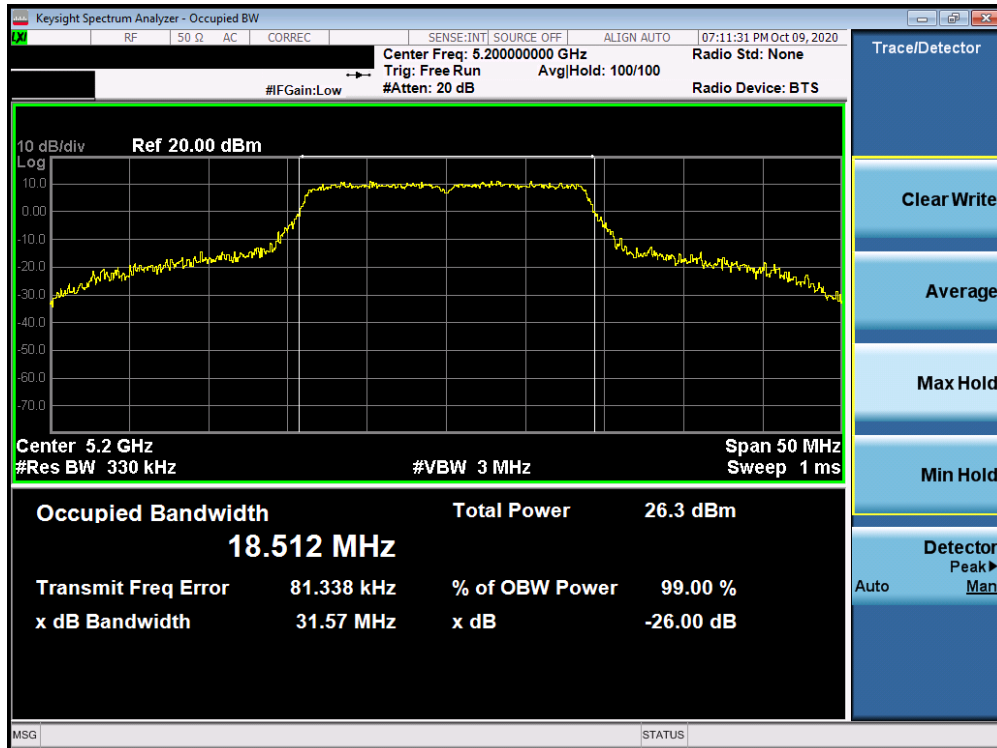 Keysight Spectrum Analyzer - Occupied BW
LXI RF 50 Ω AC CORREC SENSE:INT SOURCE OFF ALIGN AUTO 07:11:31 PM Oct 09, 2020
Center Freq: 5.200000000 GHz Radio Std: None
Trig: Free Run Avg|Hold: 100/100
#IFGain:Low #Atten: 20 dB Radio Device: BTS
Trace/Detector
10 dB/div Ref 20.00 dBm
Log
10.0
0.00
-10.0
-20.0
-30.0
-40.0
-50.0
-60.0
-70.0
Center 5.2 GHz Span 50 MHz
#Res BW 330 kHz #VBW 3 MHz Sweep 1 ms
Occupied Bandwidth Total Power 26.3 dBm
18.512 MHz
Transmit Freq Error 81.338 kHz % of OBW Power 99.00 %
x dB Bandwidth 31.57 MHz x dB -26.00 dB
Clear Write
Average
Max Hold
Min Hold
Detector
Peak▶
Auto Man
MSG STATUS